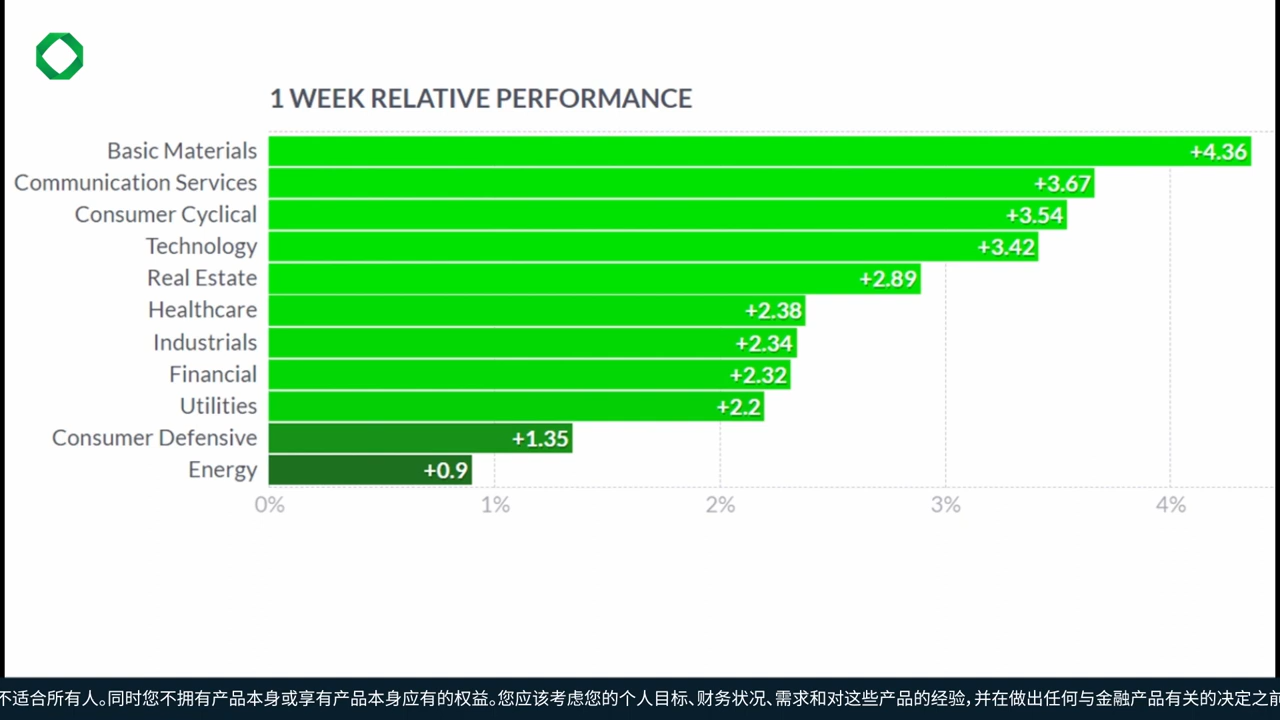 1 WEEK RELATIVE PERFORMANCE
Basic Materials +4.36
Communication Services +3.67
Consumer Cyclical +3.54
Technology +3.42
Real Estate +2.89
Healthcare +2.38
Industrials +2.34
Financial +2.32
Utilities +2.2
Consumer Defensive +1.35
Energy +0.9
0% 1% 2% 3% 4%
不适合所有人。同时您不拥有产品本身或享有产品本身应有的权益。您应该考虑您的个人目标、财务状况、需求和对这些产品的经验,并在做出任何与金融产品有关的决定之前